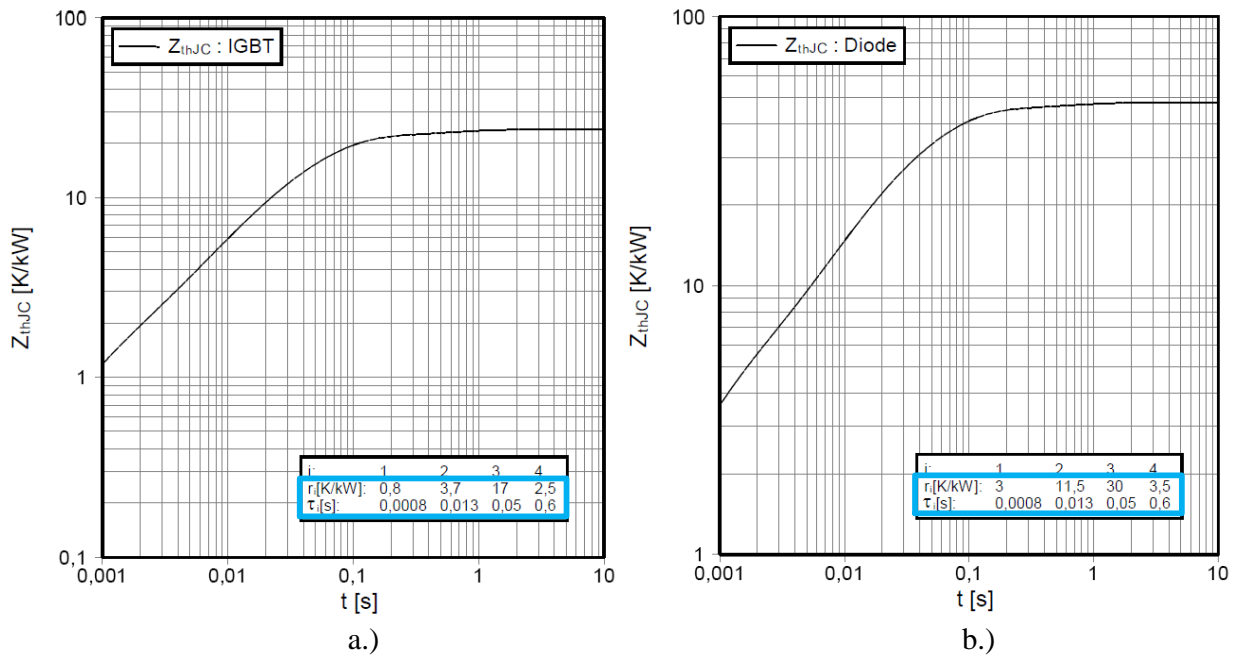 100
10
1
0,1
Z_thJC [K/kW]
Z_thJC : IGBT
i: 1 2 3 4
r_i[K/kW]: 0,8 3,7 17 2,5
τ_i[s]: 0,0008 0,013 0,05 0,6
0,001 0,01 0,1 1 10
t [s]
a.)
100
10
1
Z_thJC [K/kW]
Z_thJC : Diode
i: 1 2 3 4
r_i[K/kW]: 3 11,5 30 3,5
τ_i[s]: 0,0008 0,013 0,05 0,6
0,001 0,01 0,1 1 10
t [s]
b.)